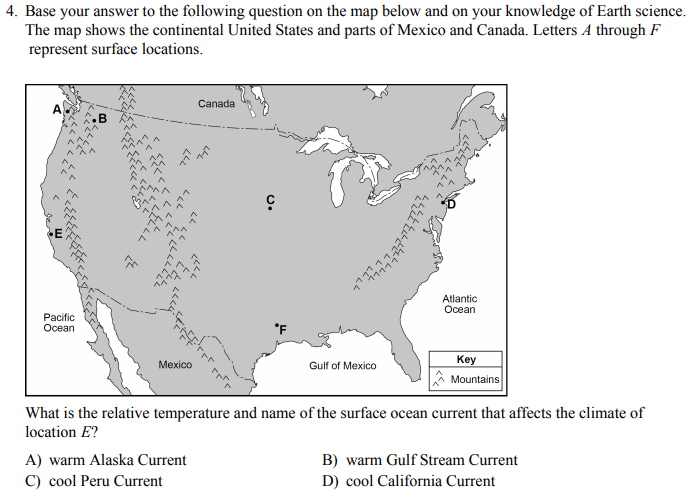 4. Base your answer to the following question on the map below and on your knowledge of Earth science.
The map shows the continental United States and parts of Mexico and Canada. Letters A through F
represent surface locations.
Canada
A
B
C
D
E
Pacific
Ocean
Atlantic
Ocean
F
Mexico
Gulf of Mexico
Key
Mountains
What is the relative temperature and name of the surface ocean current that affects the climate of
location E?
A) warm Alaska Current
B) warm Gulf Stream Current
C) cool Peru Current
D) cool California Current